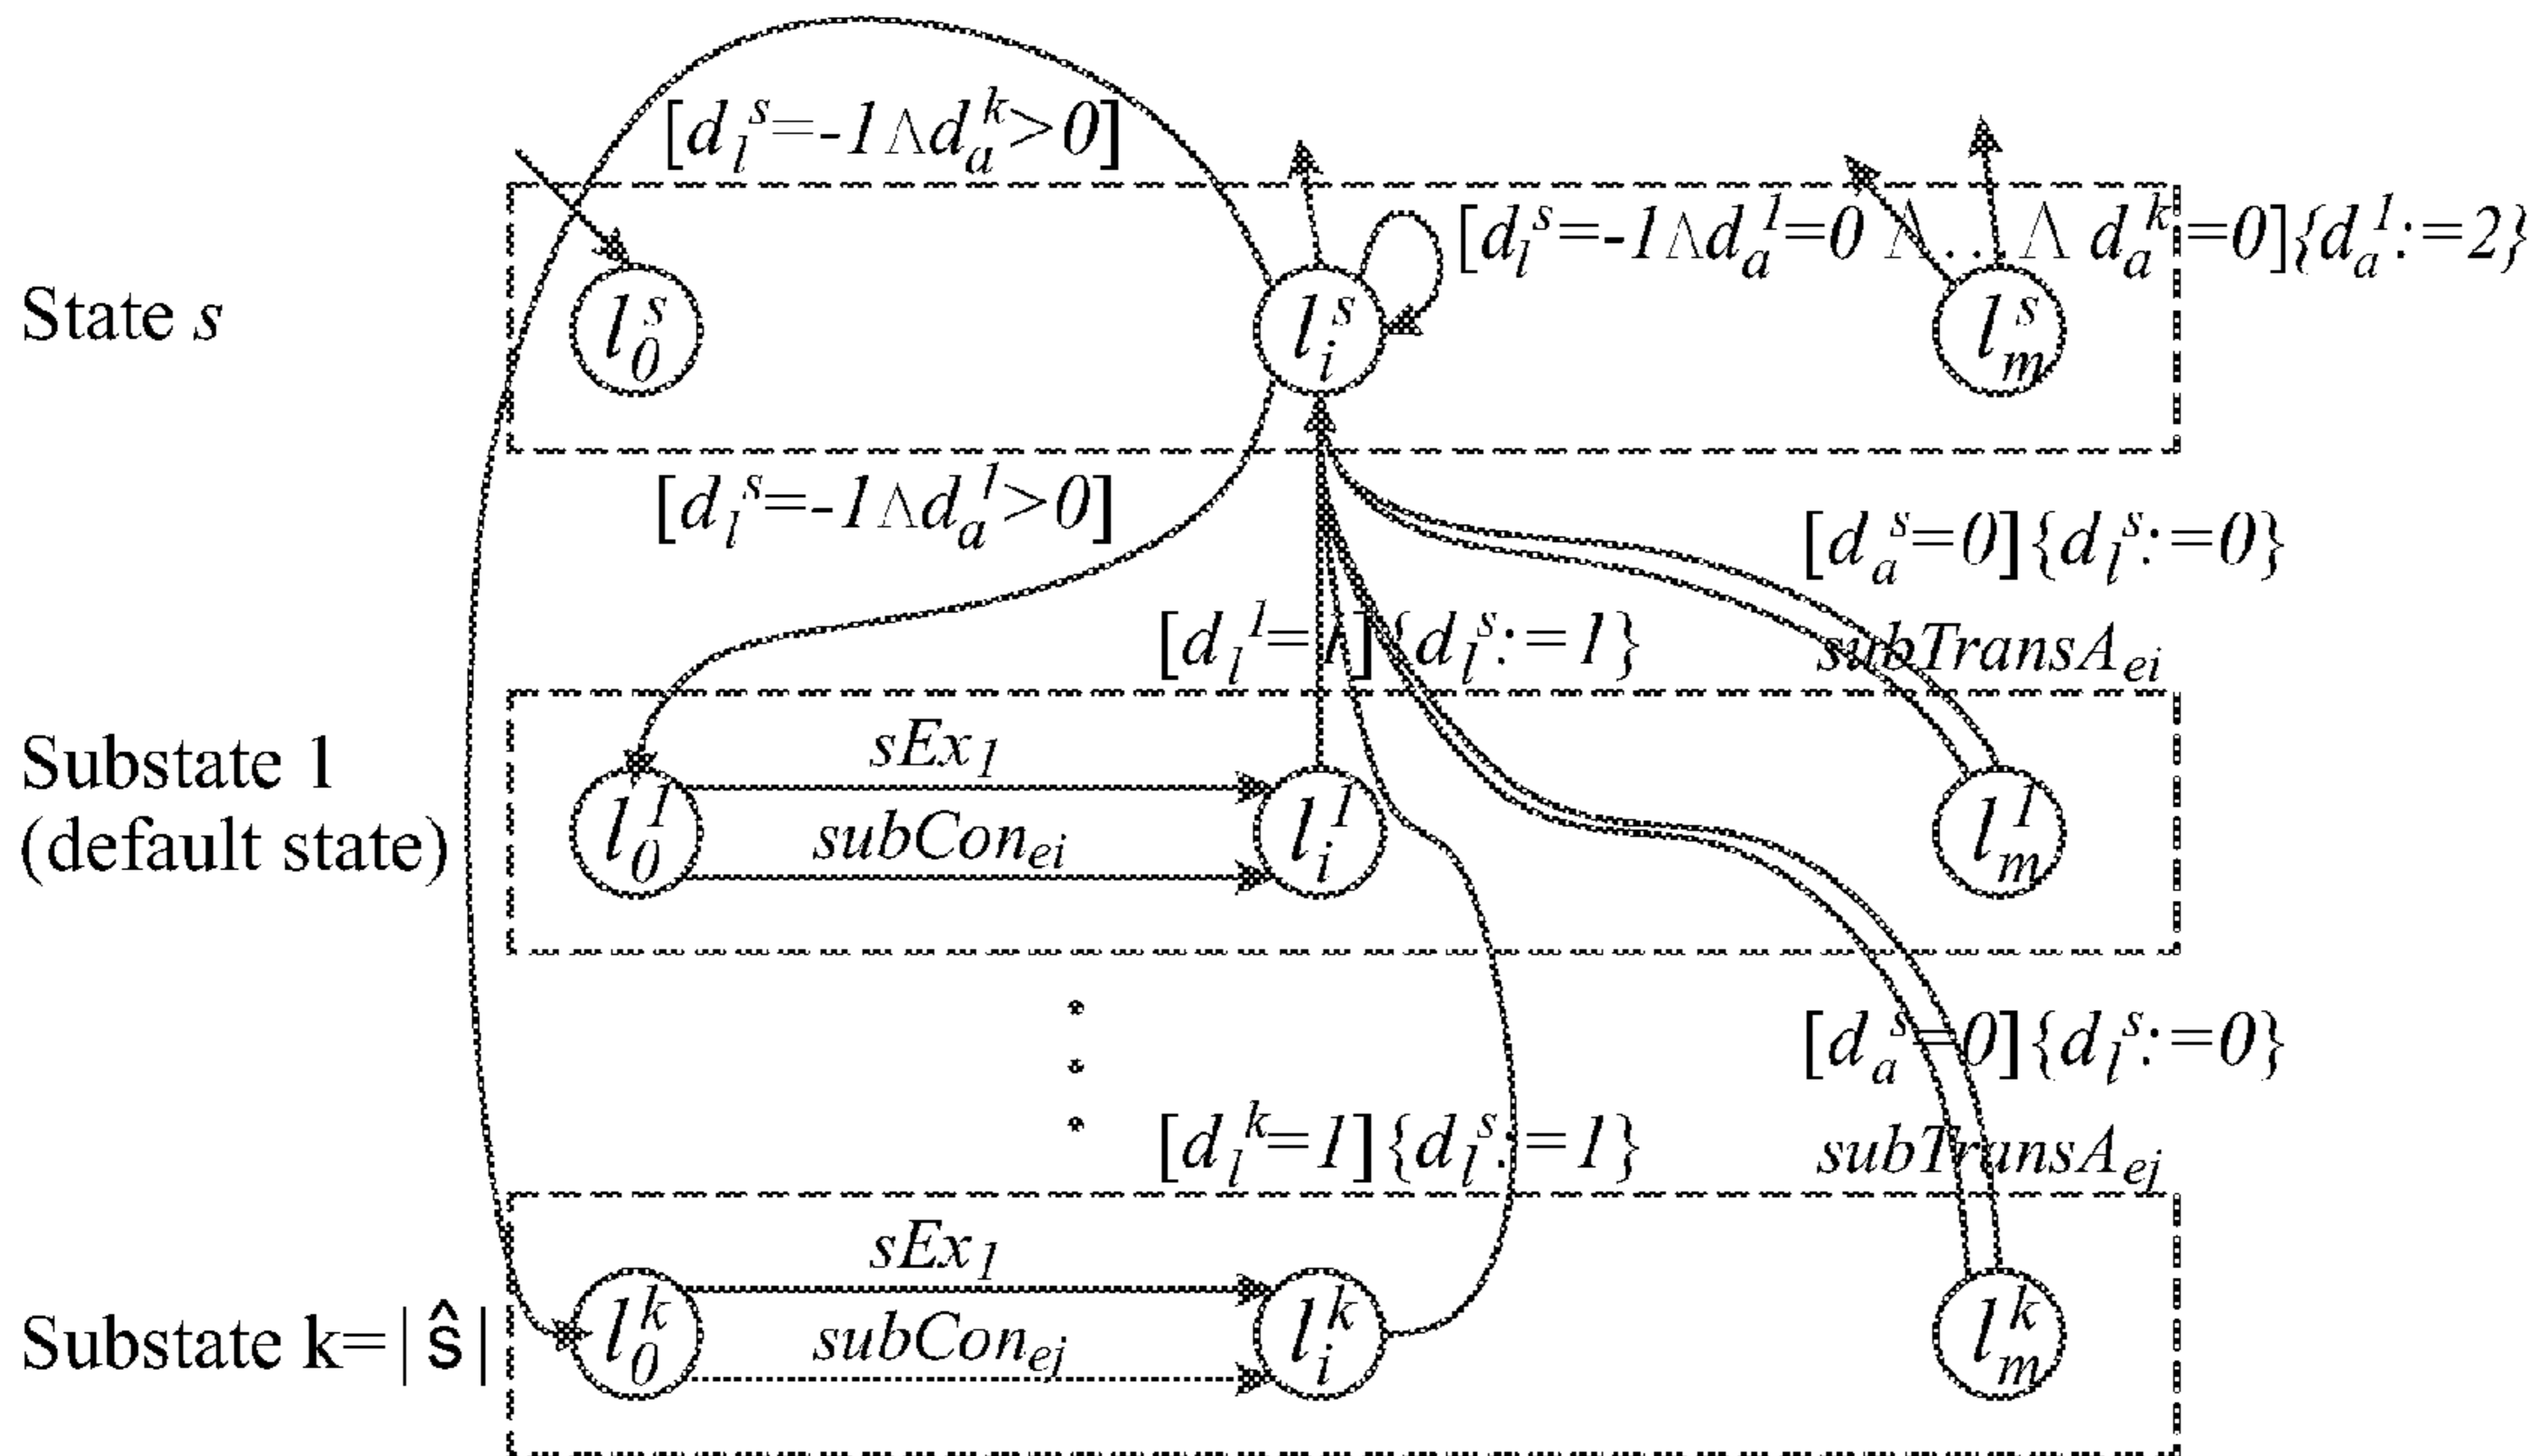 [d_l^s=-1∧d_a^k>0]
[d_l^s=-1∧d_a^1=0 ∧...∧ d_a^k=0]{d_a^1:=2}
State s
l_0^s
l_i^s
l_m^s
[d_l^s=-1∧d_a^1>0]
[d_a^s=0]{d_l^s:=0}
[d_l^1=1]{d_l^s:=1}
subTransA_ei
Substate 1
(default state)
sEx_1
l_0^1
subCon_ei
l_i^1
l_m^1
[d_a^s=0]{d_l^s:=0}
[d_l^k=1]{d_l^s:=1}
subTransA_ej
Substate k=|ŝ|
sEx_1
l_0^k
subCon_ej
l_i^k
l_m^k